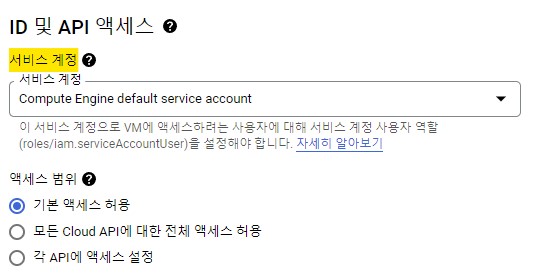 ID 및 API 액세스
서비스 계정
서비스 계정
Compute Engine default service account
이 서비스 계정으로 VM에 액세스하려는 사용자에 대해 서비스 계정 사용자 역할
(roles/iam.serviceAccountUser)을 설정해야 합니다. 자세히 알아보기
액세스 범위
기본 액세스 허용
모든 Cloud API에 대한 전체 액세스 허용
각 API에 액세스 설정